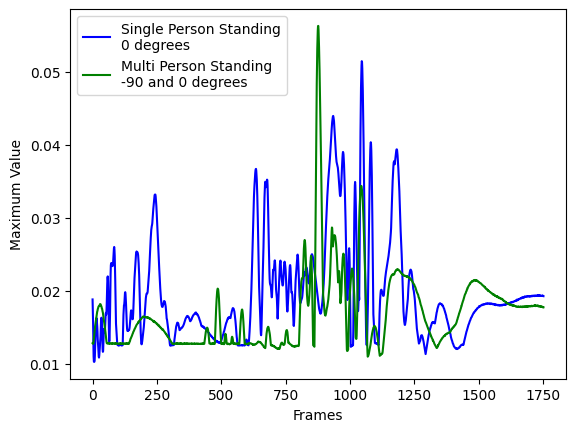 Single Person Standing
0 degrees
Multi Person Standing
-90 and 0 degrees
0.05
0.04
0.03
0.02
0.01
Maximum Value
0
250
500
750
1000
1250
1500
1750
Frames